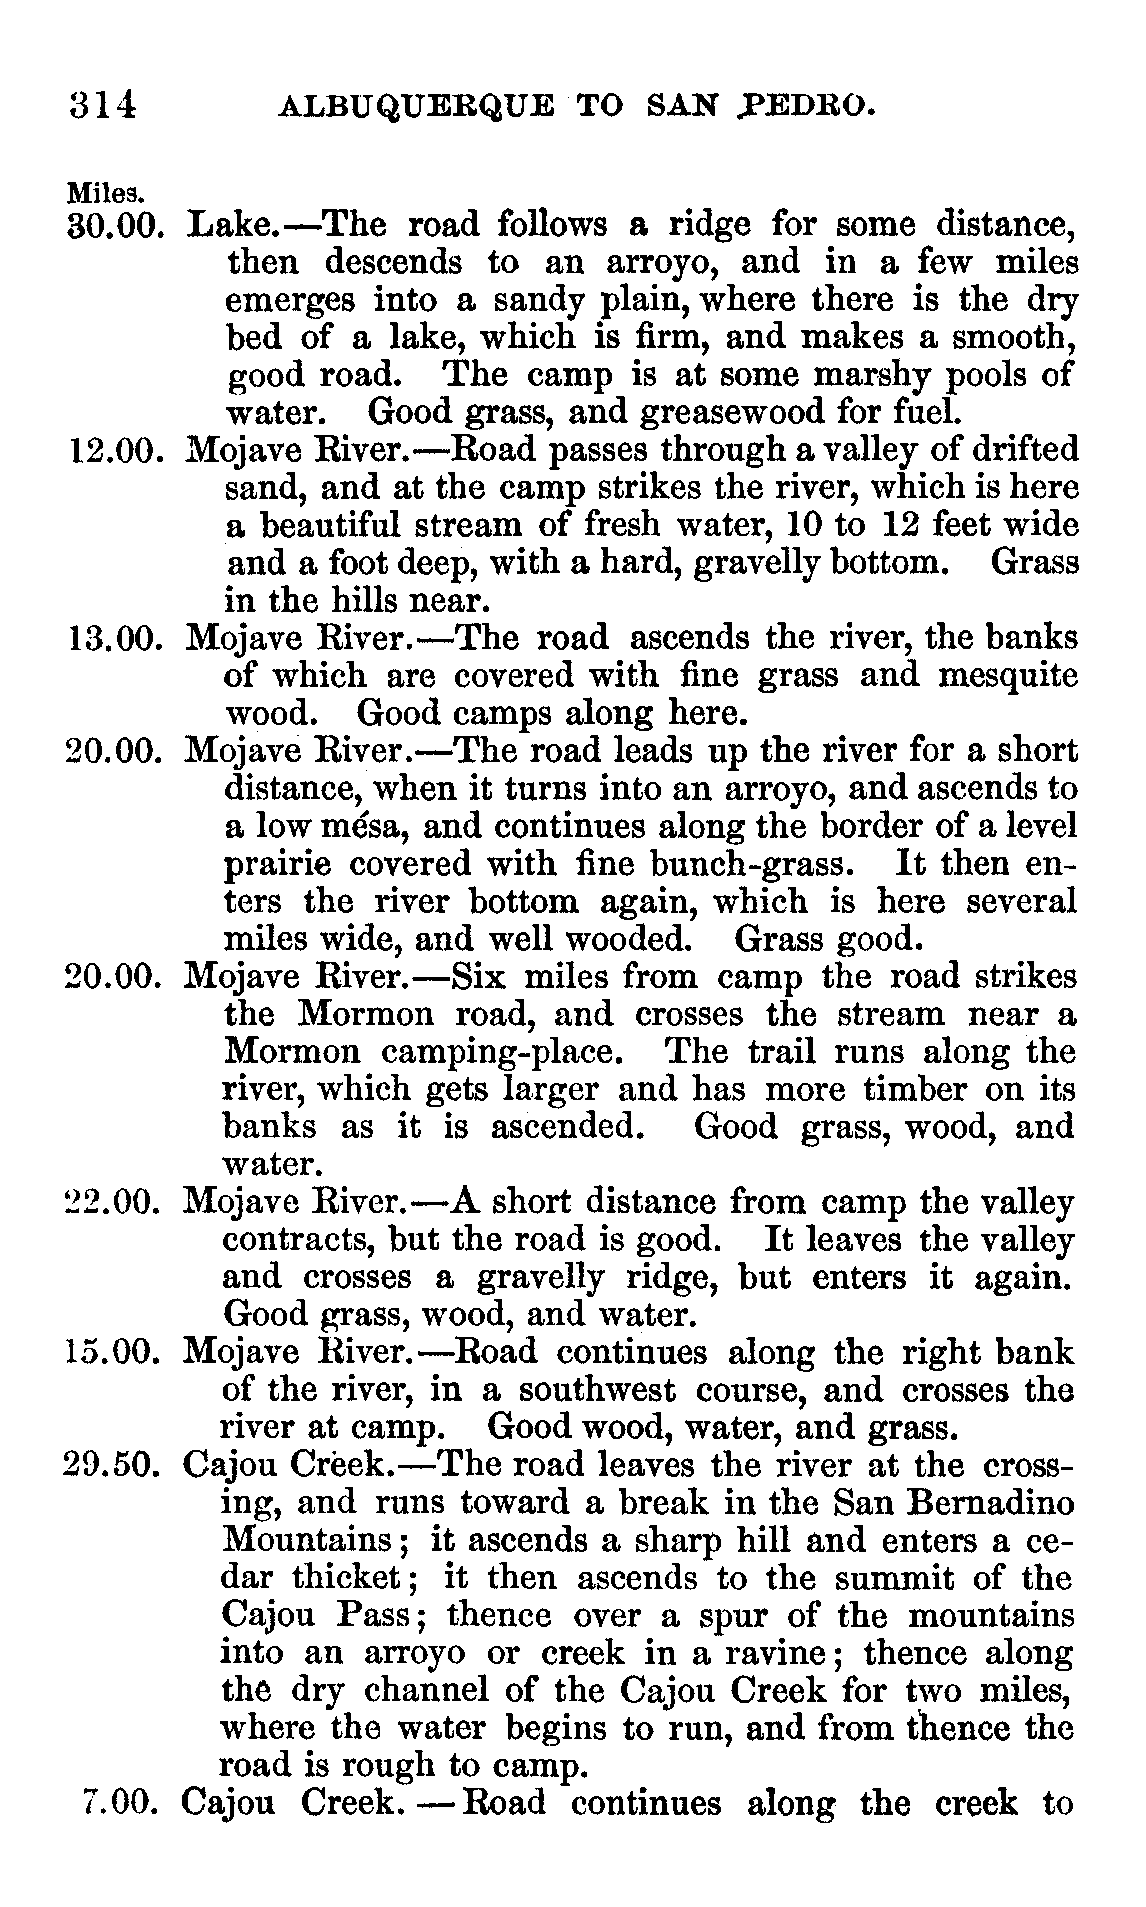 314 ALBUQUERQUE TO SAN PEDRO.
Miles.
30.00. Lake.—The road follows a ridge for some distance,
then descends to an arroyo, and in a few miles
emerges into a sandy plain, where there is the dry
bed of a lake, which is firm, and makes a smooth,
good road. The camp is at some marshy pools of
water. Good grass, and greasewood for fuel.
12.00. Mojave River.—Road passes through a valley of drifted
sand, and at the camp strikes the river, which is here
a beautiful stream of fresh water, 10 to 12 feet wide
and a foot deep, with a hard, gravelly bottom. Grass
in the hills near.
13.00. Mojave River.—The road ascends the river, the banks
of which are covered with fine grass and mesquite
wood. Good camps along here.
20.00. Mojave River.—The road leads up the river for a short
distance, when it turns into an arroyo, and ascends to
a low mésa, and continues along the border of a level
prairie covered with fine bunch-grass. It then en-
ters the river bottom again, which is here several
miles wide, and well wooded. Grass good.
20.00. Mojave River.—Six miles from camp the road strikes
the Mormon road, and crosses the stream near a
Mormon camping-place. The trail runs along the
river, which gets larger and has more timber on its
banks as it is ascended. Good grass, wood, and
water.
22.00. Mojave River.—A short distance from camp the valley
contracts, but the road is good. It leaves the valley
and crosses a gravelly ridge, but enters it again.
Good grass, wood, and water.
15.00. Mojave River.—Road continues along the right bank
of the river, in a southwest course, and crosses the
river at camp. Good wood, water, and grass.
29.50. Cajou Creek.—The road leaves the river at the cross-
ing, and runs toward a break in the San Bernadino
Mountains; it ascends a sharp hill and enters a ce-
dar thicket; it then ascends to the summit of the
Cajou Pass; thence over a spur of the mountains
into an arroyo or creek in a ravine; thence along
the dry channel of the Cajou Creek for two miles,
where the water begins to run, and from thence the
road is rough to camp.
7.00. Cajou Creek.—Road continues along the creek to